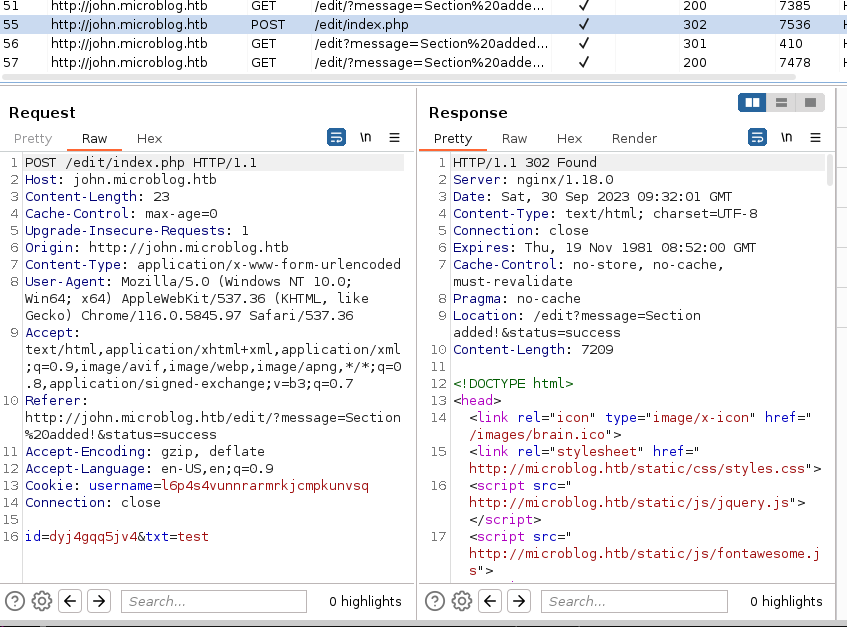 51 http://john.microblog.htb GET /edit/?message=Section%20adde... ✓ 200 7385
55 http://john.microblog.htb POST /edit/index.php ✓ 302 7536
56 http://john.microblog.htb GET /edit?message=Section%20added... ✓ 301 410
57 http://john.microblog.htb GET /edit/?message=Section%20adde... ✓ 200 7478
Request
Pretty Raw Hex \n
1 POST /edit/index.php HTTP/1.1
2 Host: john.microblog.htb
3 Content-Length: 23
4 Cache-Control: max-age=0
5 Upgrade-Insecure-Requests: 1
6 Origin: http://john.microblog.htb
7 Content-Type: application/x-www-form-urlencoded
8 User-Agent: Mozilla/5.0 (Windows NT 10.0;
Win64; x64) AppleWebKit/537.36 (KHTML, like
Gecko) Chrome/116.0.5845.97 Safari/537.36
9 Accept:
text/html,application/xhtml+xml,application/xml
;q=0.9,image/avif,image/webp,image/apng,*/*;q=0
.8,application/signed-exchange;v=b3;q=0.7
10 Referer:
http://john.microblog.htb/edit/?message=Section
%20added!&status=success
11 Accept-Encoding: gzip, deflate
12 Accept-Language: en-US,en;q=0.9
13 Cookie: username=l6p4s4vunnrarmrkjcmpkunvsq
14 Connection: close
15
16 id=dyj4gqq5jv4&txt=test
Search... 0 highlights
Response
Pretty Raw Hex Render \n
1 HTTP/1.1 302 Found
2 Server: nginx/1.18.0
3 Date: Sat, 30 Sep 2023 09:32:01 GMT
4 Content-Type: text/html; charset=UTF-8
5 Connection: close
6 Expires: Thu, 19 Nov 1981 08:52:00 GMT
7 Cache-Control: no-store, no-cache,
must-revalidate
8 Pragma: no-cache
9 Location: /edit?message=Section
added!&status=success
10 Content-Length: 7209
11
12 <!DOCTYPE html>
13 <head>
14 <link rel="icon" type="image/x-icon" href="
/images/brain.ico">
15 <link rel="stylesheet" href="
http://microblog.htb/static/css/styles.css">
16 <script src="
http://microblog.htb/static/js/jquery.js">
</script>
17 <script src="
http://microblog.htb/static/js/fontawesome.j
s">
Search... 0 highlights